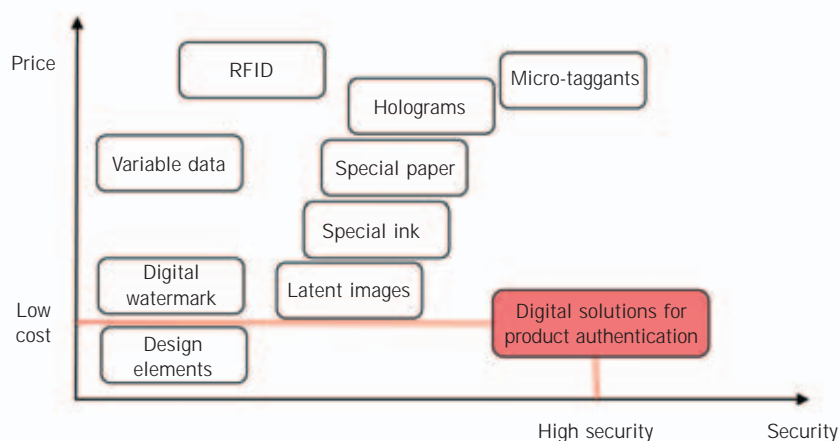 Price
RFID
Micro-taggants
Holograms
Variable data
Special paper
Special ink
Digital
watermark
Latent images
Low
cost
Digital solutions for
product authentication
Design
elements
High security
Security